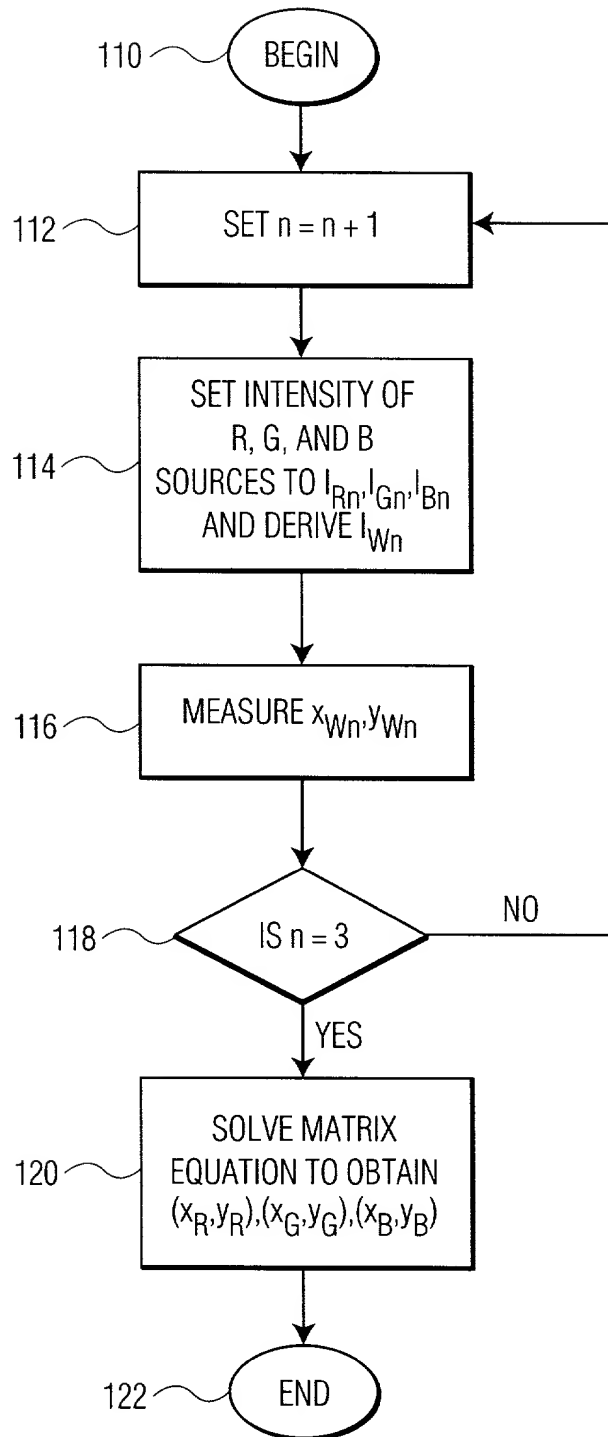 110
BEGIN
112
SET n = n + 1
114
SET INTENSITY OF
R, G, AND B
SOURCES TO I_Rn,I_Gn,I_Bn
AND DERIVE I_Wn
116
MEASURE x_Wn,y_Wn
118
IS n = 3
NO
YES
120
SOLVE MATRIX
EQUATION TO OBTAIN
(x_R,y_R),(x_G,y_G),(x_B,y_B)
122
END